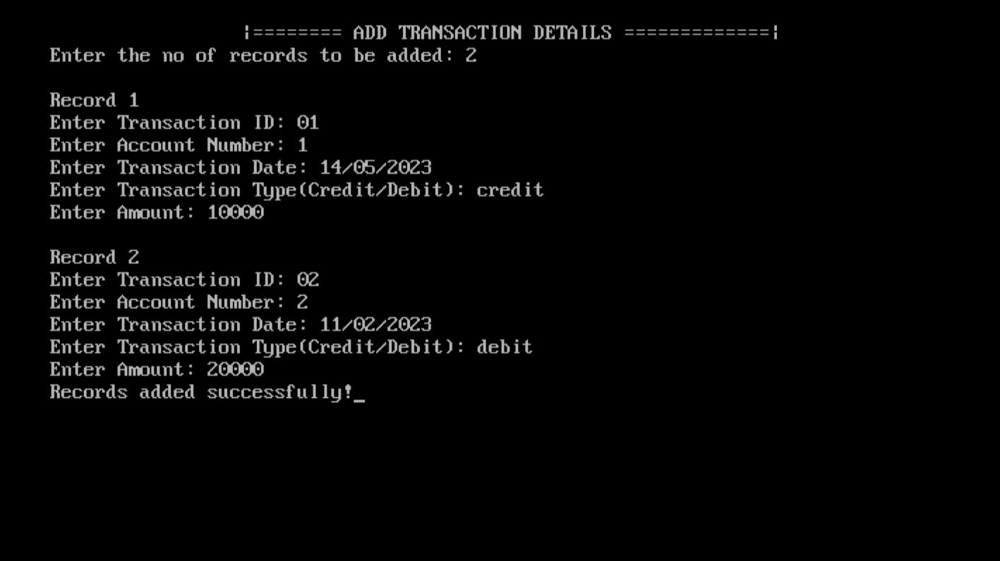 ¦======== ADD TRANSACTION DETAILS =============¦
Enter the no of records to be added: 2
Record 1
Enter Transaction ID: 01
Enter Account Number: 1
Enter Transaction Date: 14/05/2023
Enter Transaction Type(Credit/Debit): credit
Enter Amount: 10000
Record 2
Enter Transaction ID: 02
Enter Account Number: 2
Enter Transaction Date: 11/02/2023
Enter Transaction Type(Credit/Debit): debit
Enter Amount: 20000
Records added successfully!_